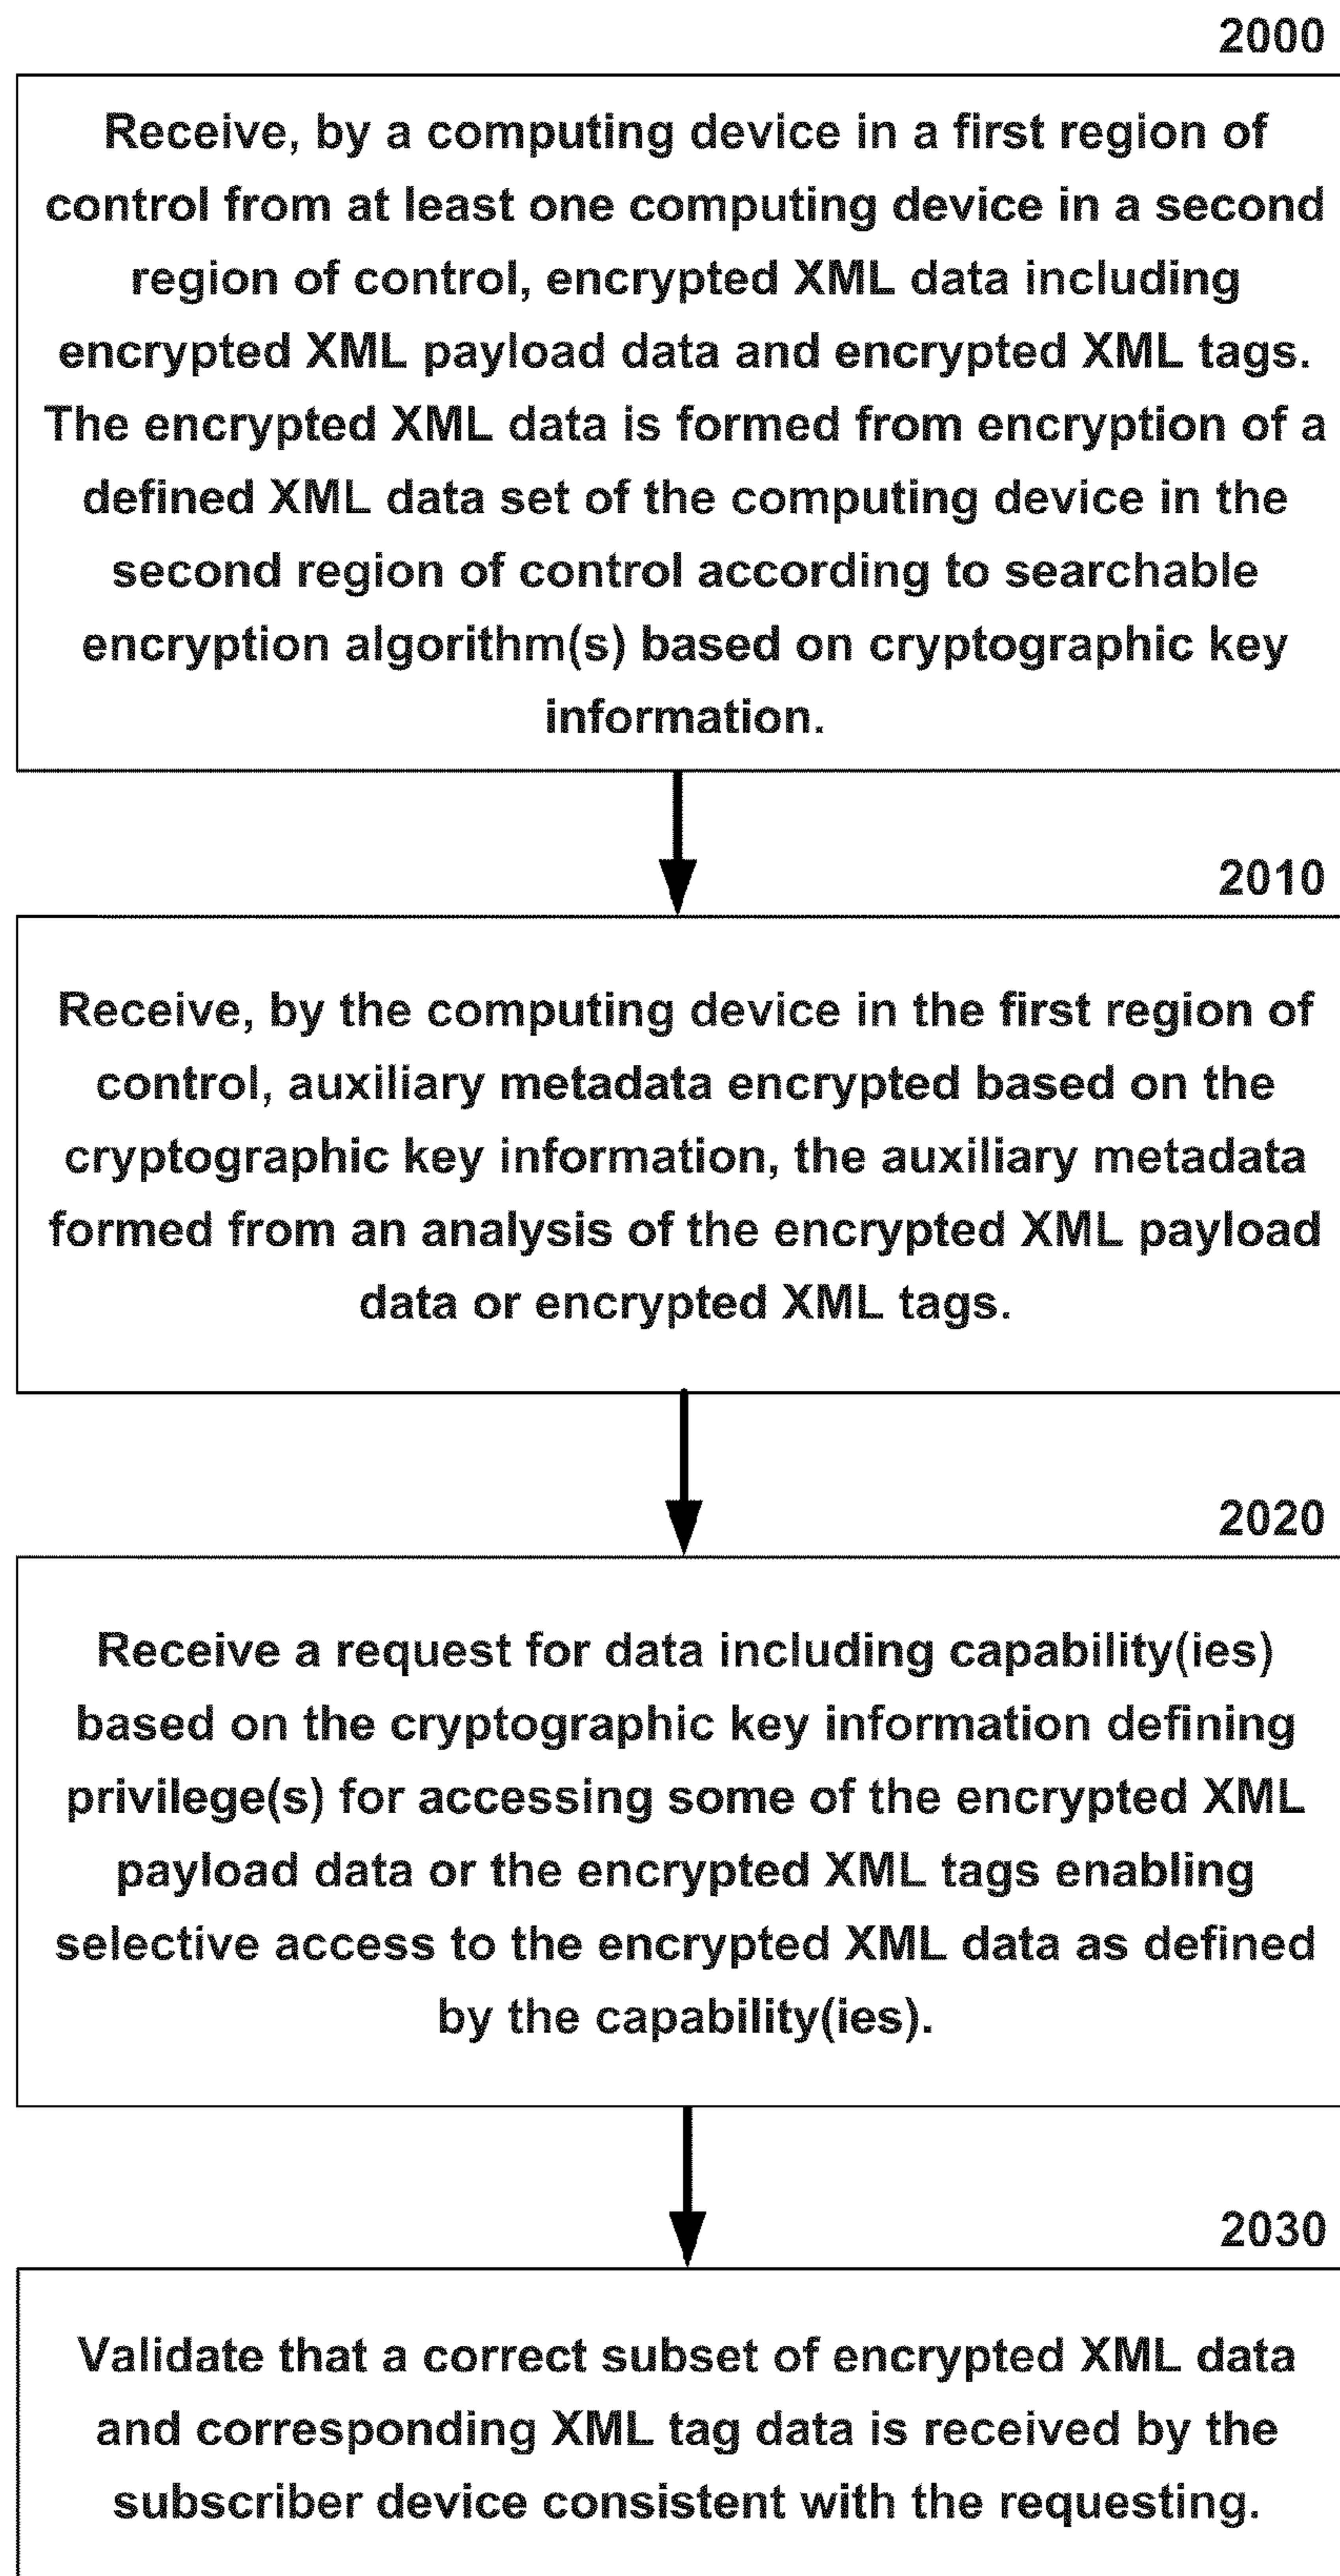 2000
Receive, by a computing device in a first region of
control from at least one computing device in a second
region of control, encrypted XML data including
encrypted XML payload data and encrypted XML tags.
The encrypted XML data is formed from encryption of a
defined XML data set of the computing device in the
second region of control according to searchable
encryption algorithm(s) based on cryptographic key
information.
2010
Receive, by the computing device in the first region of
control, auxiliary metadata encrypted based on the
cryptographic key information, the auxiliary metadata
formed from an analysis of the encrypted XML payload
data or encrypted XML tags.
2020
Receive a request for data including capability(ies)
based on the cryptographic key information defining
privilege(s) for accessing some of the encrypted XML
payload data or the encrypted XML tags enabling
selective access to the encrypted XML data as defined
by the capability(ies).
2030
Validate that a correct subset of encrypted XML data
and corresponding XML tag data is received by the
subscriber device consistent with the requesting.